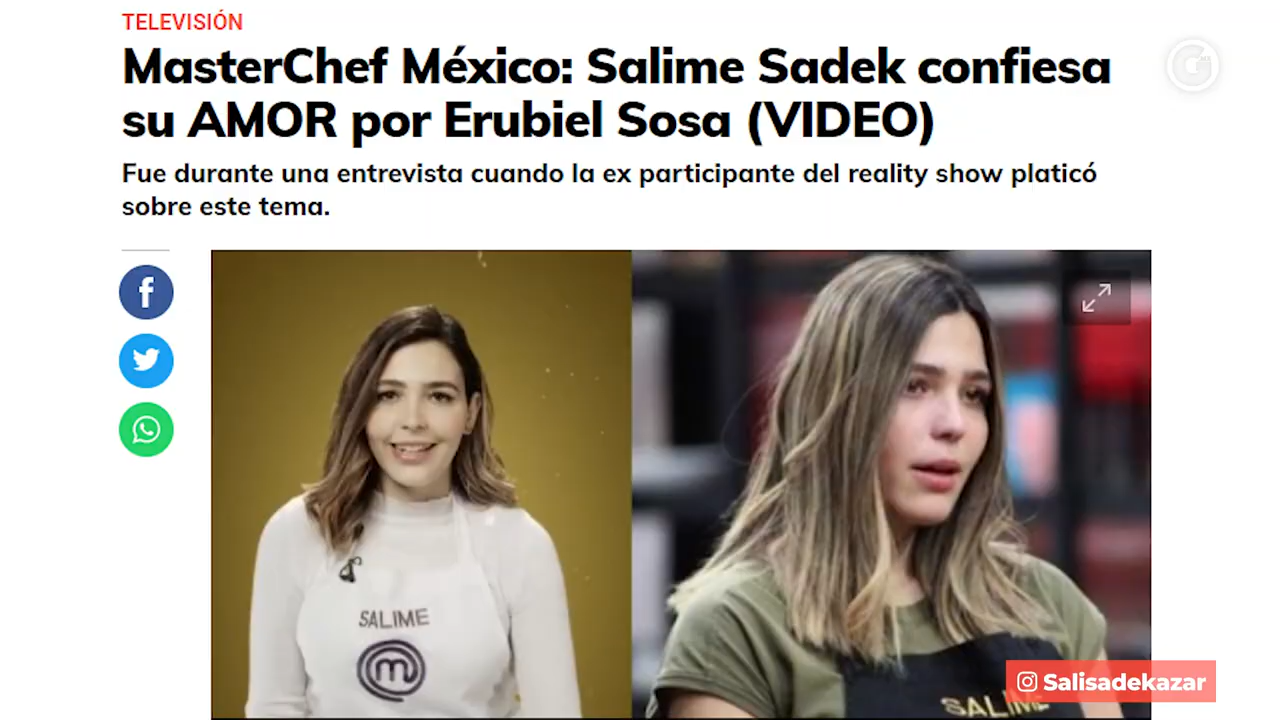 TELEVISIÓN
MasterChef México: Salime Sadek confiesa
su AMOR por Erubiel Sosa (VIDEO)
Fue durante una entrevista cuando la ex participante del reality show platicó
sobre este tema.
SALIME
SALIME
Salisadekazar